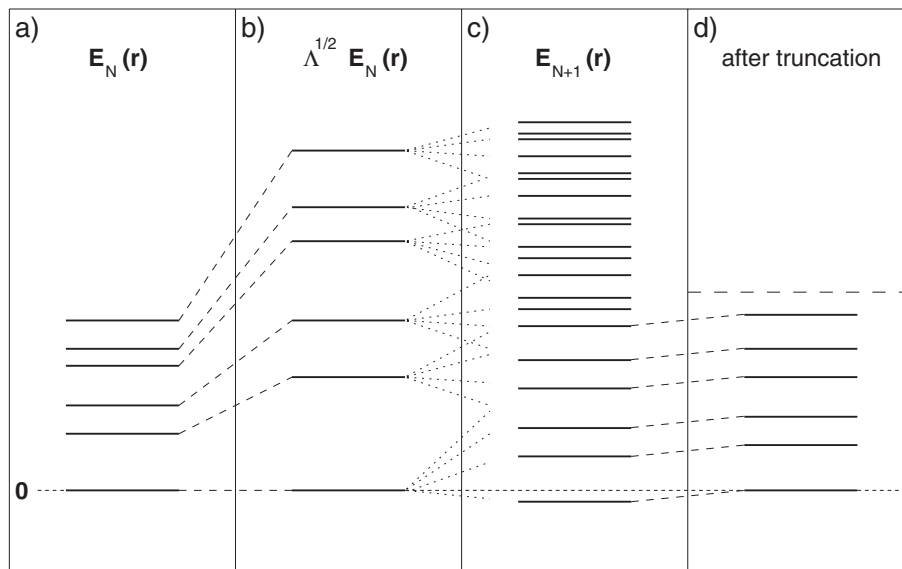 a)
E_N (r)
b)
Λ^1/2 E_N (r)
c)
E_N+1 (r)
d)
after truncation
0